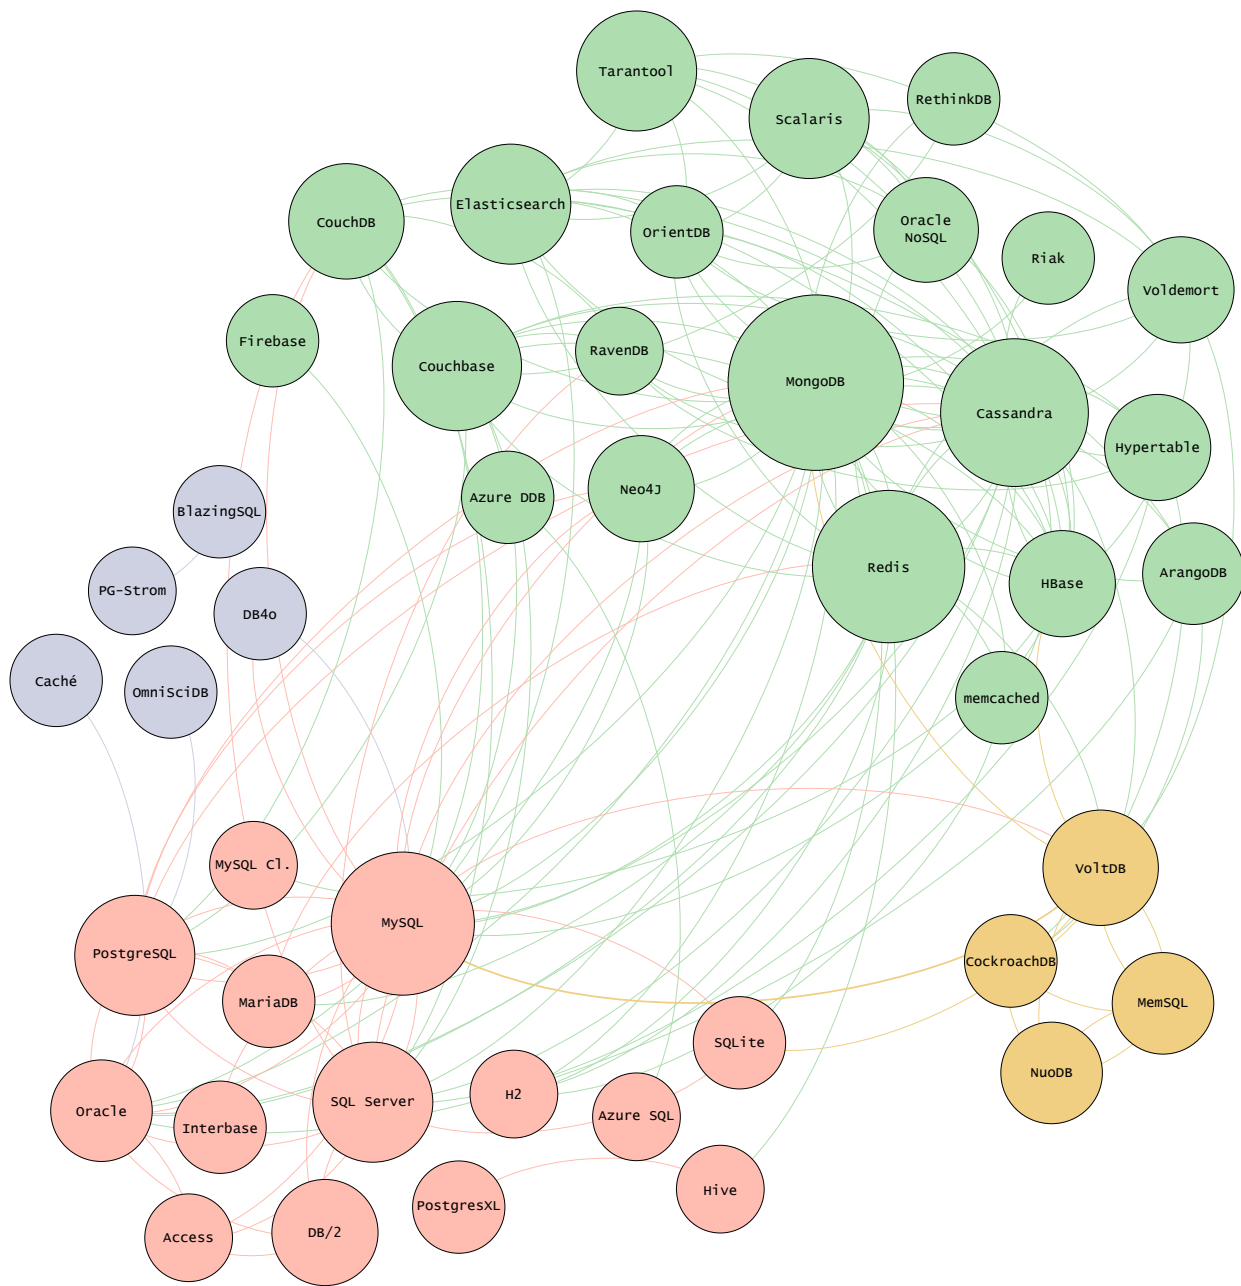 Tarantool
RethinkDB
Scalaris
Elasticsearch
CouchDB
OrientDB
Oracle
NoSQL
Riak
Voldemort
Firebase
Couchbase
RavenDB
MongoDB
Cassandra
Hypertable
Azure DDB
Neo4J
BlazingSQL
Redis
HBase
ArangoDB
PG-Strom
DB4o
Caché
OmniSciDB
memcached
MySQL Cl.
VoltDB
MySQL
PostgreSQL
CockroachDB
MariaDB
MemSQL
SQLite
NuoDB
H2
SQL Server
Oracle
Azure SQL
Interbase
Hive
PostgresXL
DB/2
Access